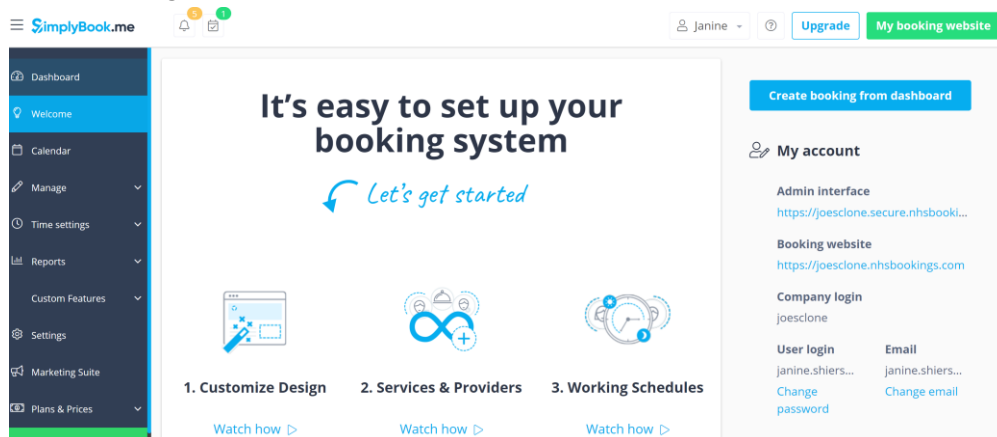 SimplyBook.me
5
1
Janine
?
Upgrade
My booking website
Dashboard
Welcome
Calendar
Manage
Time settings
Reports
Custom Features
Settings
Marketing Suite
Plans & Prices
It's easy to set up your
booking system
Let's get started
1. Customize Design
Watch how
2. Services & Providers
Watch how
3. Working Schedules
Watch how
Create booking from dashboard
My account
Admin interface
https://joesclone.secure.nhsbooki...
Booking website
https://joesclone.nhsbookings.com
Company login
joesclone
User login
janine.shiers...
Change
password
Email
janine.shiers...
Change email